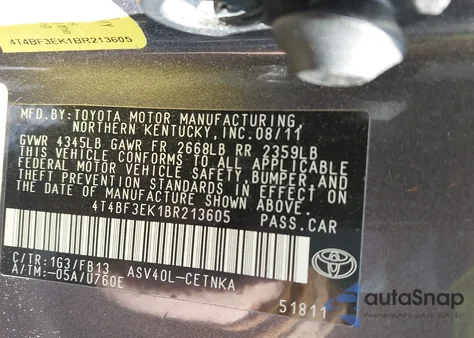 4T4BF3EK1BR213605
MFD.BY: TOYOTA MOTOR MANUFACTURING,
NORTHERN KENTUCKY, INC. 08/11
GVWR 4345LB GAWR FR 2668LB RR 2359LB
THIS VEHICLE CONFORMS TO ALL APPLICABLE
FEDERAL MOTOR VEHICLE SAFETY, BUMPER, AND
THEFT PREVENTION STANDARDS IN EFFECT ON
THE DATE OF MANUFACTURE SHOWN ABOVE.
4T4BF3EK1BR213605 PASS.CAR
C/TR: 1G3/FB13 ASV40L-CETNKA
A/TM:-05A/U760E
TOYOTA
51811
autoSnap